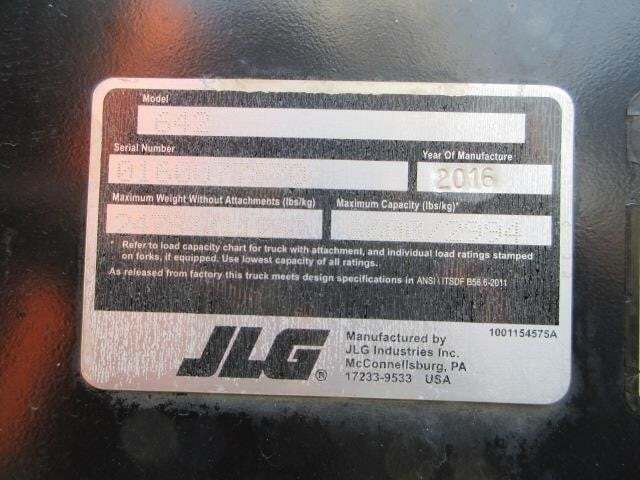 Model
642
Serial Number
Year Of Manufacture
2016
Maximum Weight Without Attachments (lbs/kg)
Maximum Capacity (lbs/kg)*
* Refer to load capacity chart for truck with attachment, and individual load ratings stamped
on forks, if equipped. Use lowest capacity of all ratings.
As released from factory this truck meets design specifications in ANSI \ ITSDF B56.6-2011
JLG®
Manufactured by
JLG Industries Inc.
McConnellsburg, PA
17233-9533 USA
1001154575A